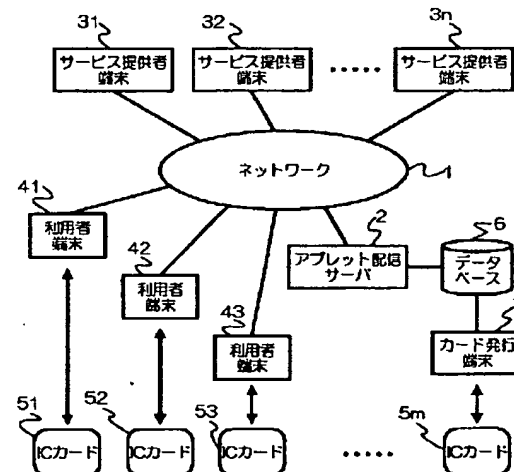 31
32
3n
サービス提供者
端末
サービス提供者
端末
サービス提供者
端末
ネットワーク
1
41
利用者
端末
42
利用者
端末
43
利用者
端末
2
アプレット配信
サーバ
6
データ
ベース
カード発行
端末
51
ICカード
52
ICカード
53
ICカード
5m
ICカード